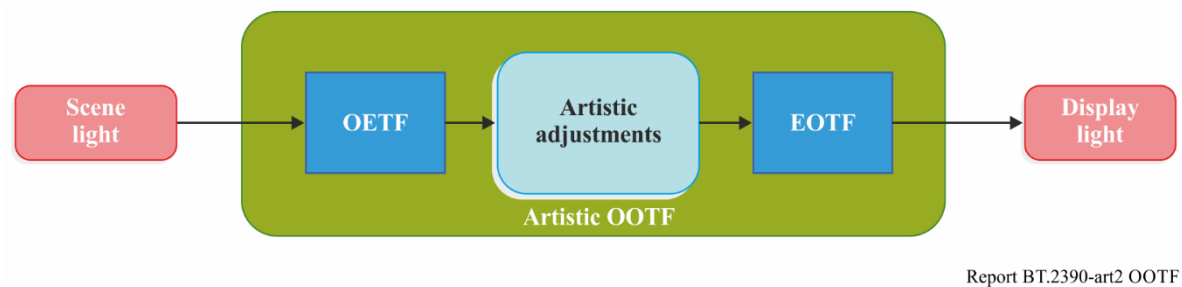 Scene
light
OETF
Artistic
adjustments
EOTF
Display
light
Artistic OOTF
Report BT.2390-art2 OOTF